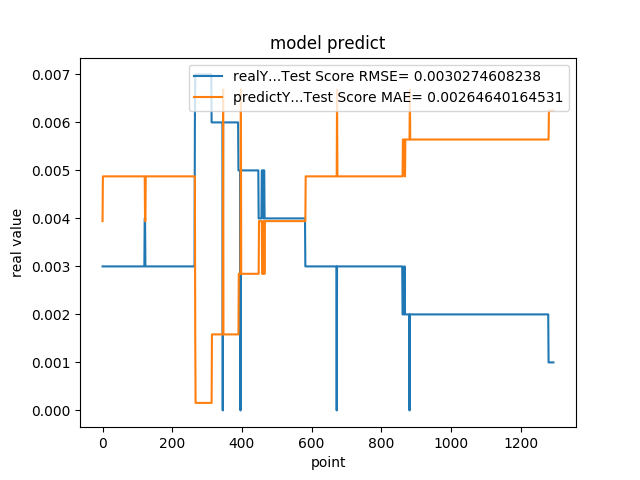 model predict
realY...Test Score RMSE= 0.0030274608238
predictY...Test Score MAE= 0.00264640164531
real value
0.007
0.006
0.005
0.004
0.003
0.002
0.001
0.000
0 200 400 600 800 1000 1200
point